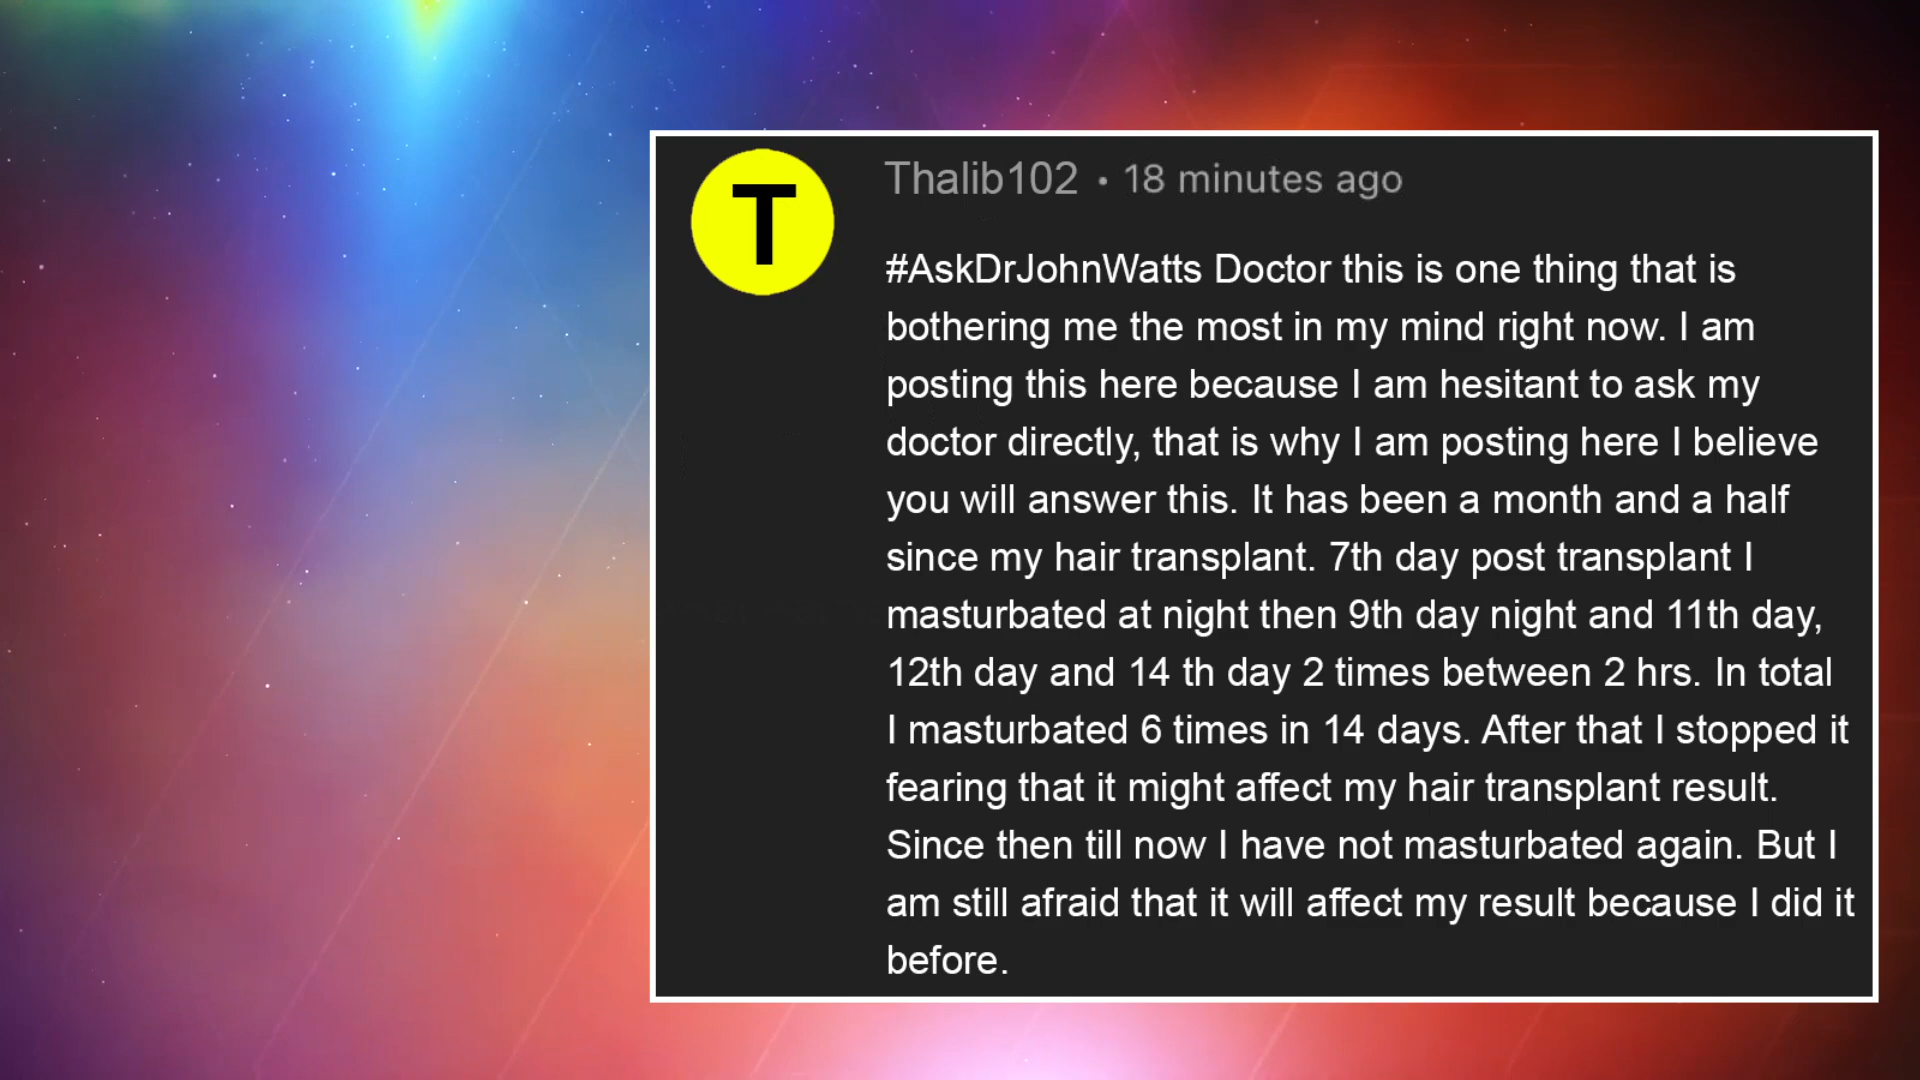 T
Thalib102 • 18 minutes ago
#AskDrJohnWatts Doctor this is one thing that is
bothering me the most in my mind right now. I am
posting this here because I am hesitant to ask my
doctor directly, that is why I am posting here I believe
you will answer this. It has been a month and a half
since my hair transplant. 7th day post transplant I
masturbated at night then 9th day night and 11th day,
12th day and 14 th day 2 times between 2 hrs. In total
I masturbated 6 times in 14 days. After that I stopped it
fearing that it might affect my hair transplant result.
Since then till now I have not masturbated again. But I
am still afraid that it will affect my result because I did it
before.